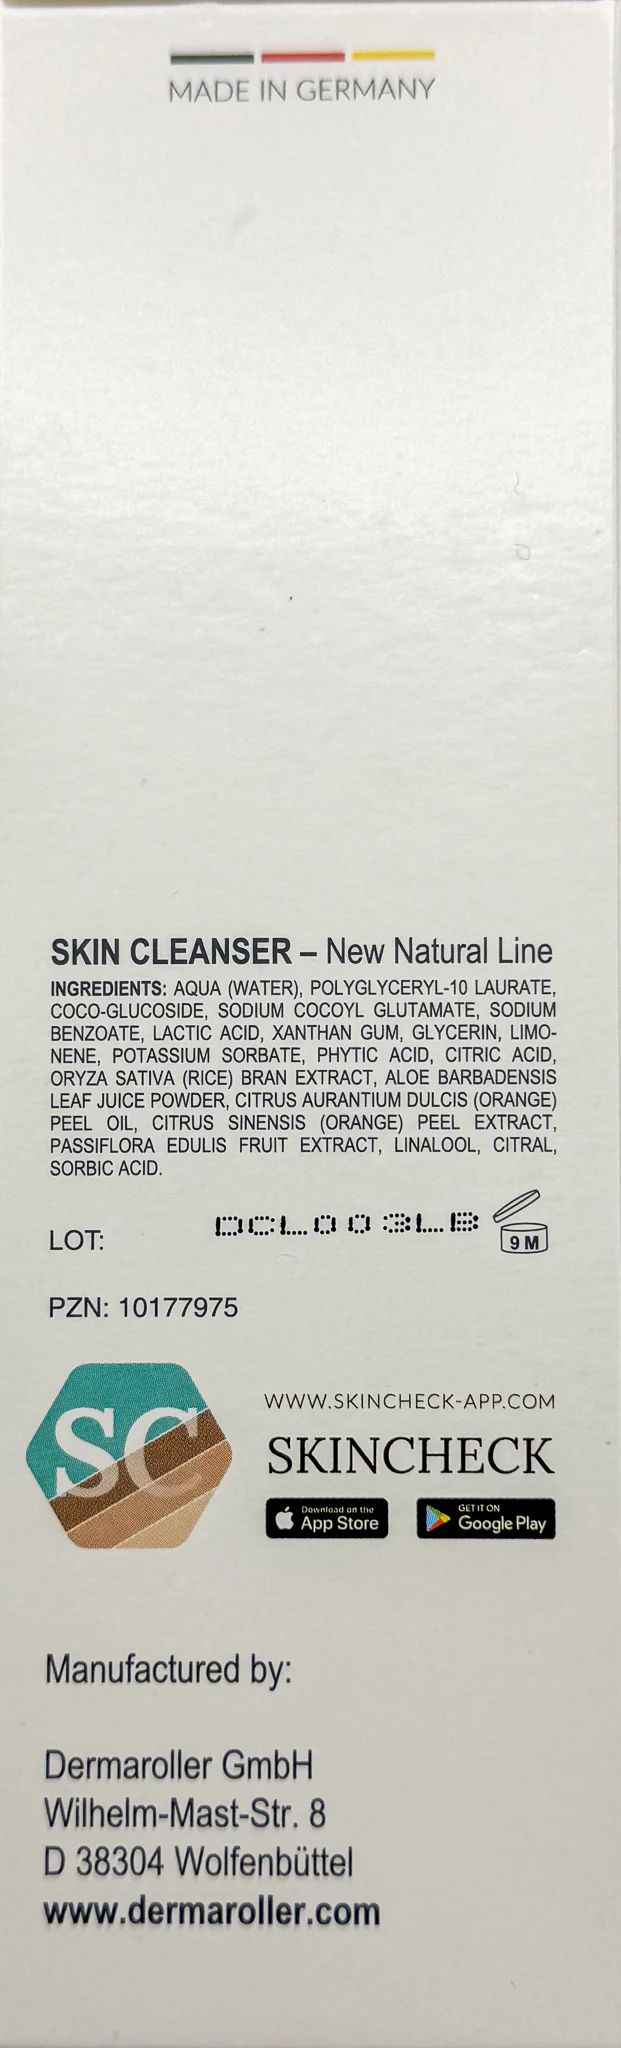 MADE IN GERMANY
SKIN CLEANSER – New Natural Line
INGREDIENTS: AQUA (WATER), POLYGLYCERYL-10 LAURATE,
COCO-GLUCOSIDE, SODIUM COCOYL GLUTAMATE, SODIUM
BENZOATE, LACTIC ACID, XANTHAN GUM, GLYCERIN, LIMO-
NENE, POTASSIUM SORBATE, PHYTIC ACID, CITRIC ACID,
ORYZA SATIVA (RICE) BRAN EXTRACT, ALOE BARBADENSIS
LEAF JUICE POWDER, CITRUS AURANTIUM DULCIS (ORANGE)
PEEL OIL, CITRUS SINENSIS (ORANGE) PEEL EXTRACT,
PASSIFLORA EDULIS FRUIT EXTRACT, LINALOOL, CITRAL,
SORBIC ACID.
LOT: DCL003LB 9 M
PZN: 10177975
SC
WWW.SKINCHECK-APP.COM
SKINCHECK
Download on the App Store
GET IT ON Google Play
Manufactured by:
Dermaroller GmbH
Wilhelm-Mast-Str. 8
D 38304 Wolfenbüttel
www.dermaroller.com